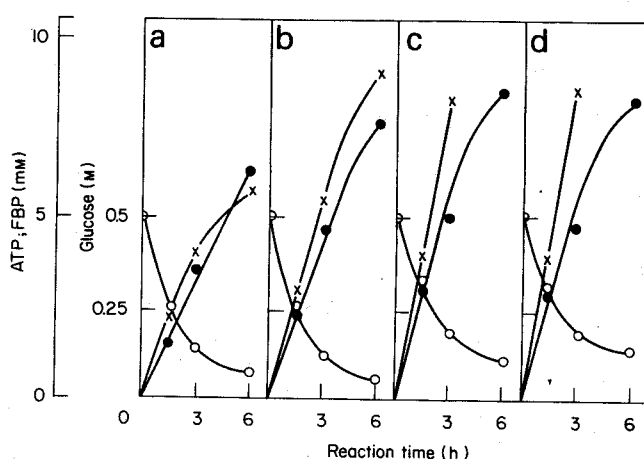 10
5
0
ATP, FBP (mM)
0.5
0.25
0
Glucose (M)
a
b
c
d
3 6 3 6 3 6 3 6
Reaction time (h)